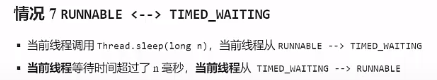 情况 7 RUNNABLE <--> TIMED_WAITING
当前线程调用 Thread.sleep(long n)，当前线程从 RUNNABLE --> TIMED_WAITING
当前线程等待时间超过了 n 毫秒，当前线程从 TIMED_WAITING --> RUNNABLE